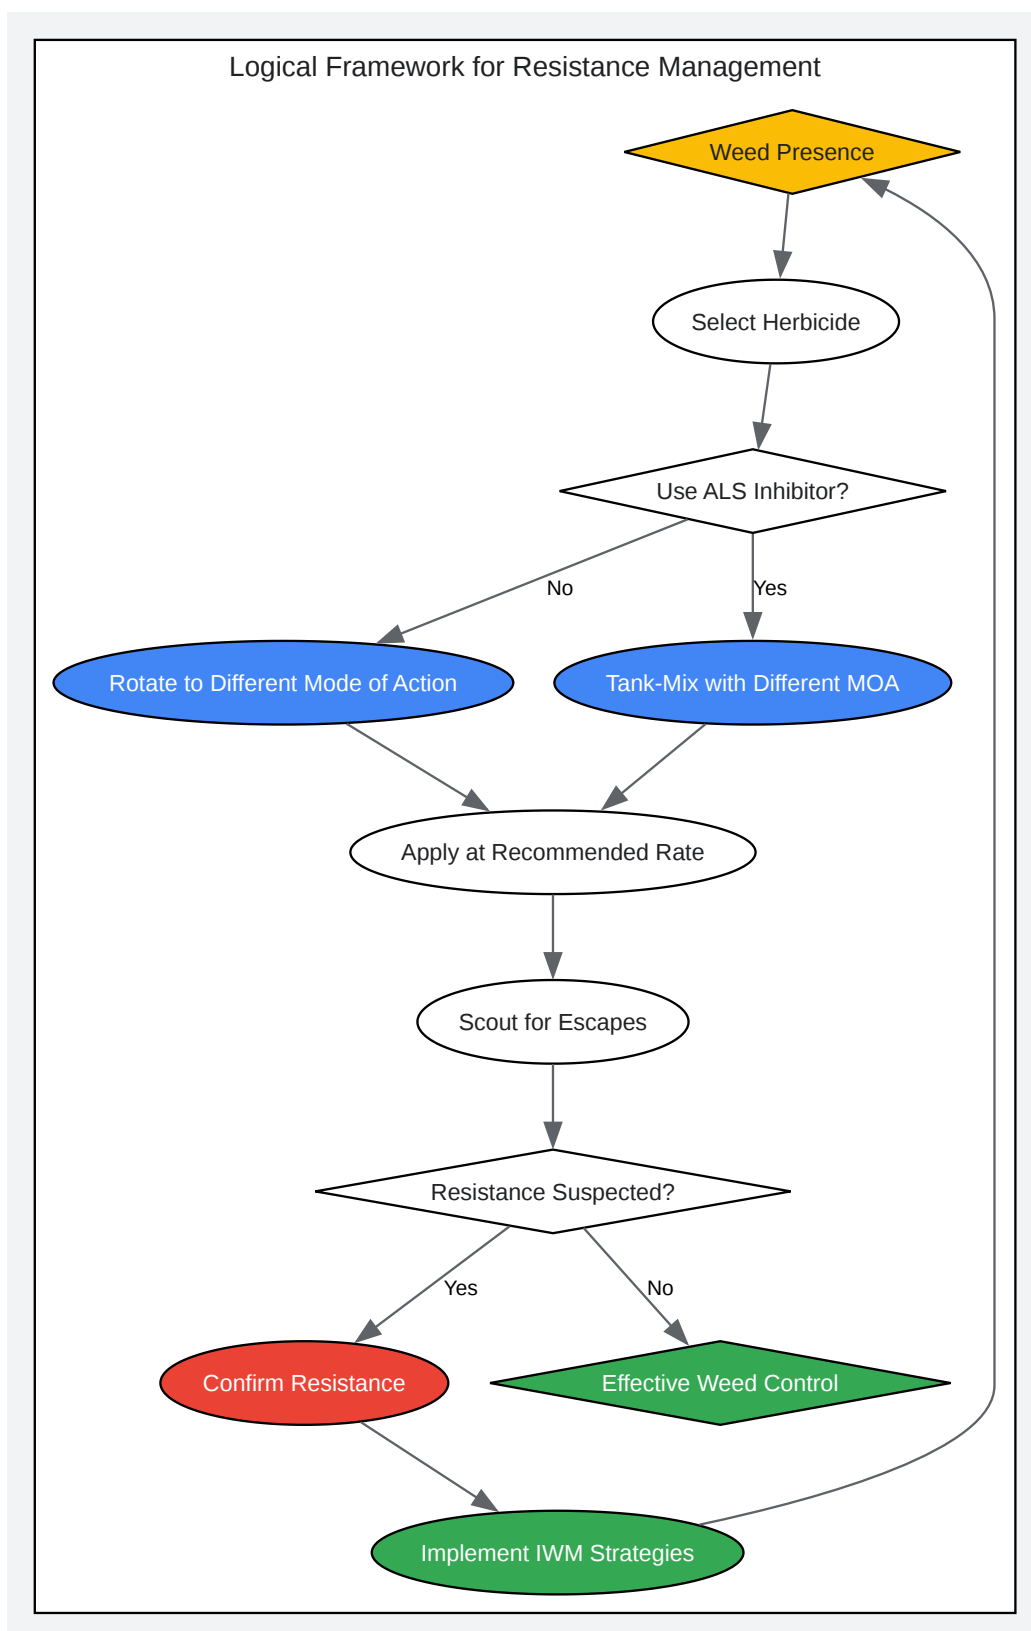 Logical Framework for Resistance Management
Weed Presence
Select Herbicide
Use ALS Inhibitor?
No
Yes
Rotate to Different Mode of Action
Tank-Mix with Different MOA
Apply at Recommended Rate
Scout for Escapes
Resistance Suspected?
Yes
No
Confirm Resistance
Effective Weed Control
Implement IWM Strategies